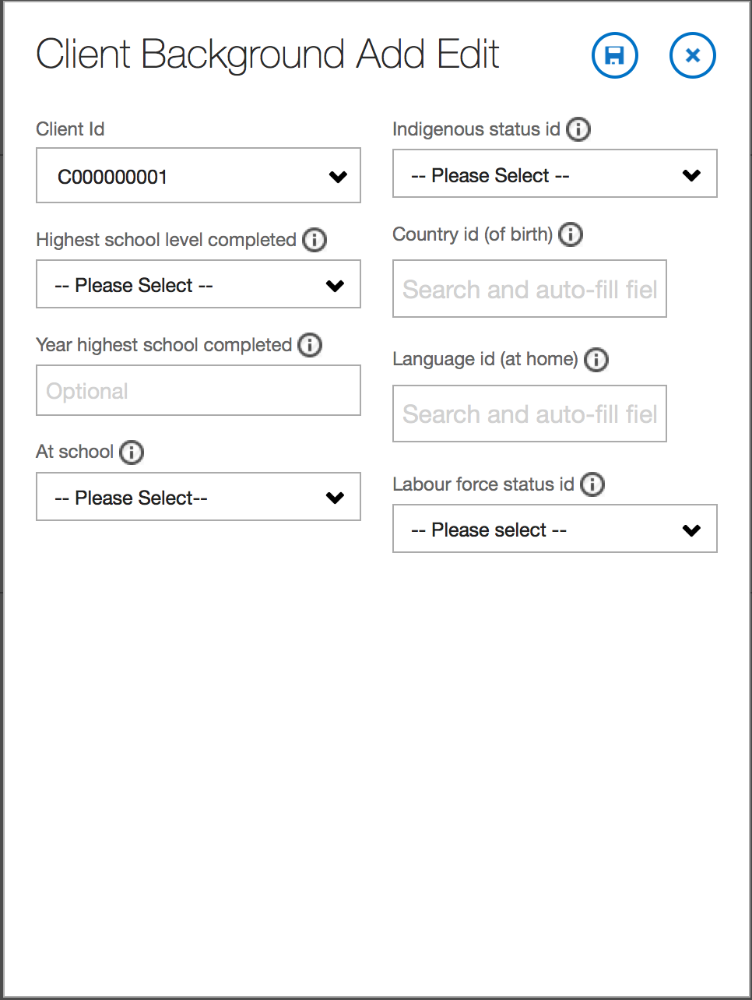 Client Background Add Edit
Client Id
C000000001
Highest school level completed
-- Please Select --
Year highest school completed
Optional
At school
-- Please Select--
Indigenous status id
-- Please Select --
Country id (of birth)
Search and auto-fill fiel
Language id (at home)
Search and auto-fill fiel
Labour force status id
-- Please select --